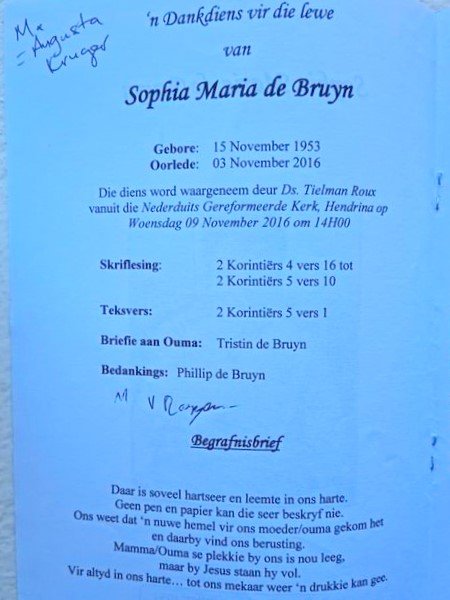 Mx
= Augusta
Kruger
'n Dankdiens vir die lewe
van
Sophia Maria de Bruyn
Gebore: 15 November 1953
Oorlede: 03 November 2016
Die diens word waargeneem deur Ds. Tielman Roux
vanuit die Nederduits Gereformeerde Kerk, Hendrina op
Woensdag 09 November 2016 om 14H00
Skriflesing: 2 Korintiërs 4 vers 16 tot
2 Korintiërs 5 vers 10
Teksvers: 2 Korintiërs 5 vers 1
Briefie aan Ouma: Tristin de Bruyn
Bedankings: Phillip de Bruyn
M V
Begrafnisbrief
Daar is soveel hartseer en leemte in ons harte.
Geen pen en papier kan die seer beskryf nie.
Ons weet dat 'n nuwe hemel vir ons moeder/ouma gekom het
en daarby vind ons berusting.
Mamma/Ouma se plekkie by ons is nou leeg,
maar by Jesus staan hy vol.
Vir altyd in ons harte… tot ons mekaar weer 'n drukkie kan gee.